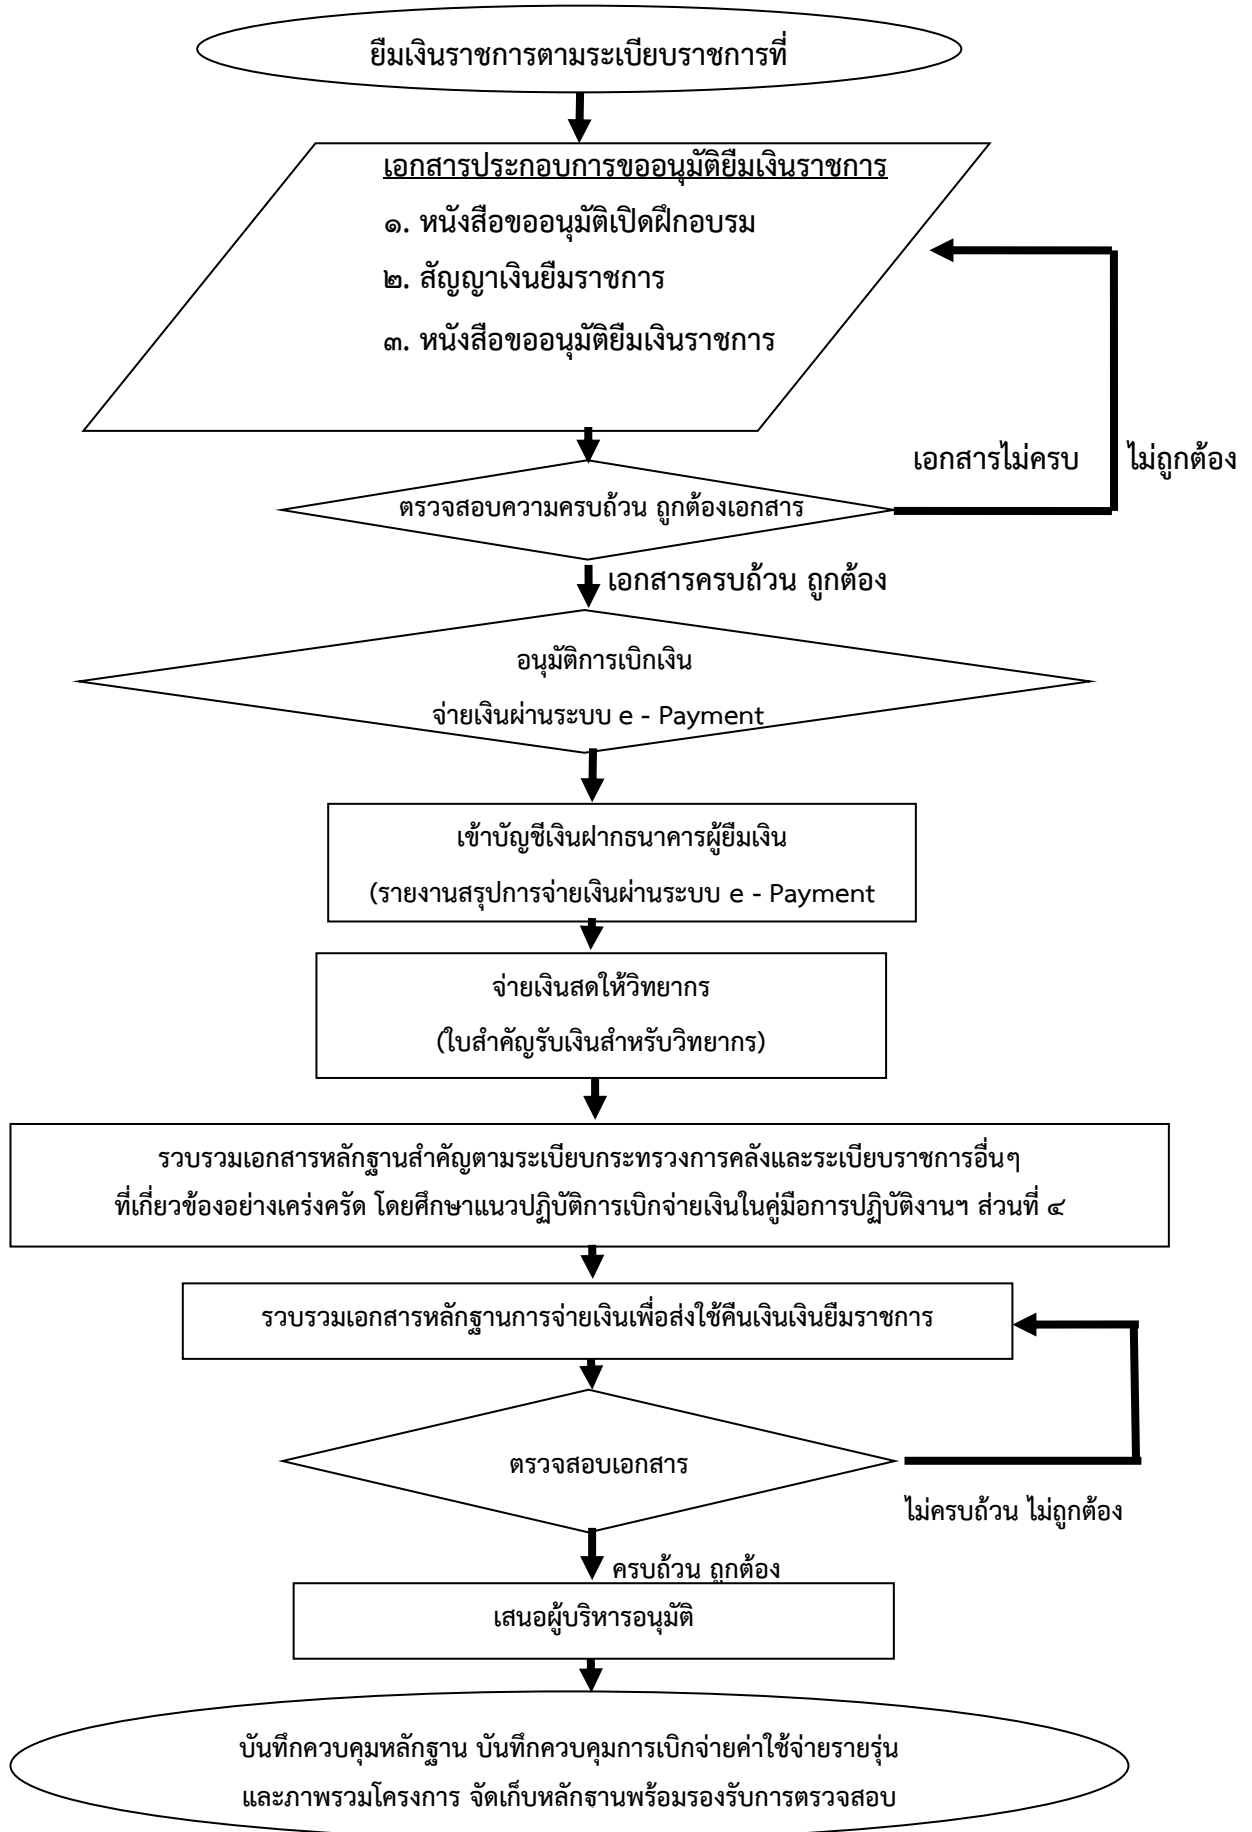 ยืมเงินราชการตามระเบียบราชการที่
เอกสารประกอบการขออนุมัติยืมเงินราชการ
๑. หนังสือขออนุมัติเปิดฝึกอบรม
๒. สัญญาเงินยืมราชการ
๓. หนังสือขออนุมัติยืมเงินราชการ
เอกสารไม่ครบ ไม่ถูกต้อง
ตรวจสอบความครบถ้วน ถูกต้องเอกสาร
เอกสารครบถ้วน ถูกต้อง
อนุมัติการเบิกเงิน
จ่ายเงินผ่านระบบ e - Payment
เข้าบัญชีเงินฝากธนาคารผู้ยืมเงิน
(รายงานสรุปการจ่ายเงินผ่านระบบ e - Payment
จ่ายเงินสดให้วิทยากร
(ใบสำคัญรับเงินสำหรับวิทยากร)
รวบรวมเอกสารหลักฐานสำคัญตามระเบียบกระทรวงการคลังและระเบียบราชการอื่นๆ
ที่เกี่ยวข้องอย่างเคร่งครัด โดยศึกษาแนวปฏิบัติการเบิกจ่ายเงินในคู่มือการปฏิบัติงานฯ ส่วนที่ ๔
รวบรวมเอกสารหลักฐานการจ่ายเงินเพื่อส่งใช้คืนเงินเงินยืมราชการ
ตรวจสอบเอกสาร
ไม่ครบถ้วน ไม่ถูกต้อง
ครบถ้วน ถูกต้อง
เสนอผู้บริหารอนุมัติ
บันทึกควบคุมหลักฐาน บันทึกควบคุมการเบิกจ่ายค่าใช้จ่ายรายรุ่น
และภาพรวมโครงการ จัดเก็บหลักฐานพร้อมรองรับการตรวจสอบ